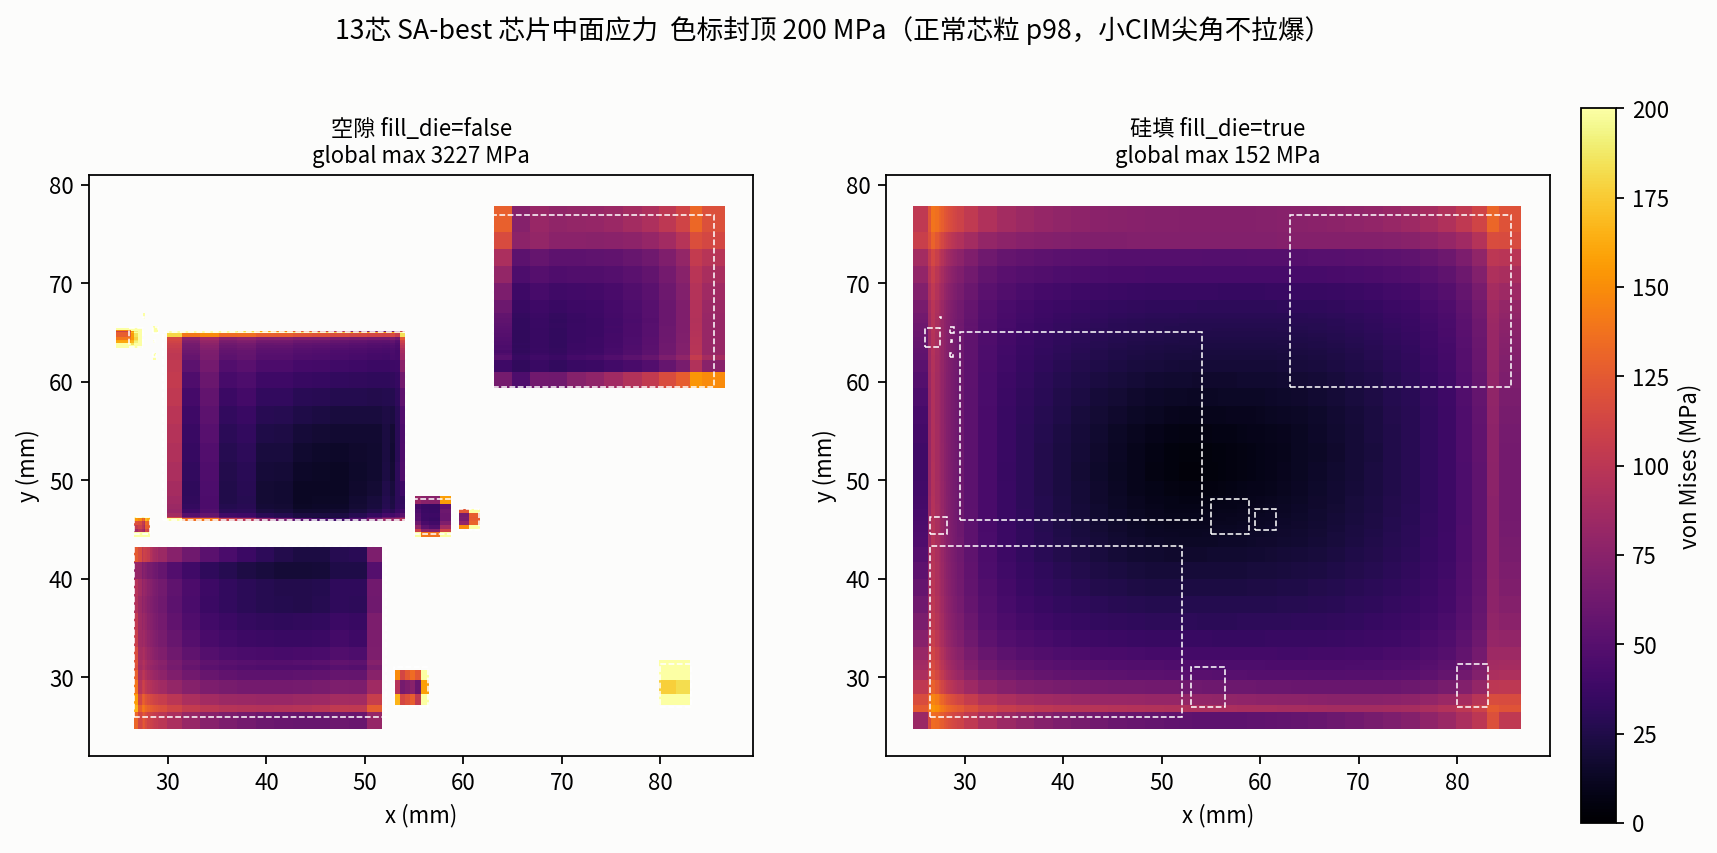 13芯 SA-best 芯片中面应力  色标封顶 200 MPa（正常芯粒 p98，小CIM尖角不拉爆）
空隙 fill_die=false
global max 3227 MPa
80
70
60
50
40
30
y (mm)
30 40 50 60 70 80
x (mm)
硅填 fill_die=true
global max 152 MPa
80
70
60
50
40
30
y (mm)
30 40 50 60 70 80
x (mm)
200
175
150
125
100
75
50
25
0
von Mises (MPa)